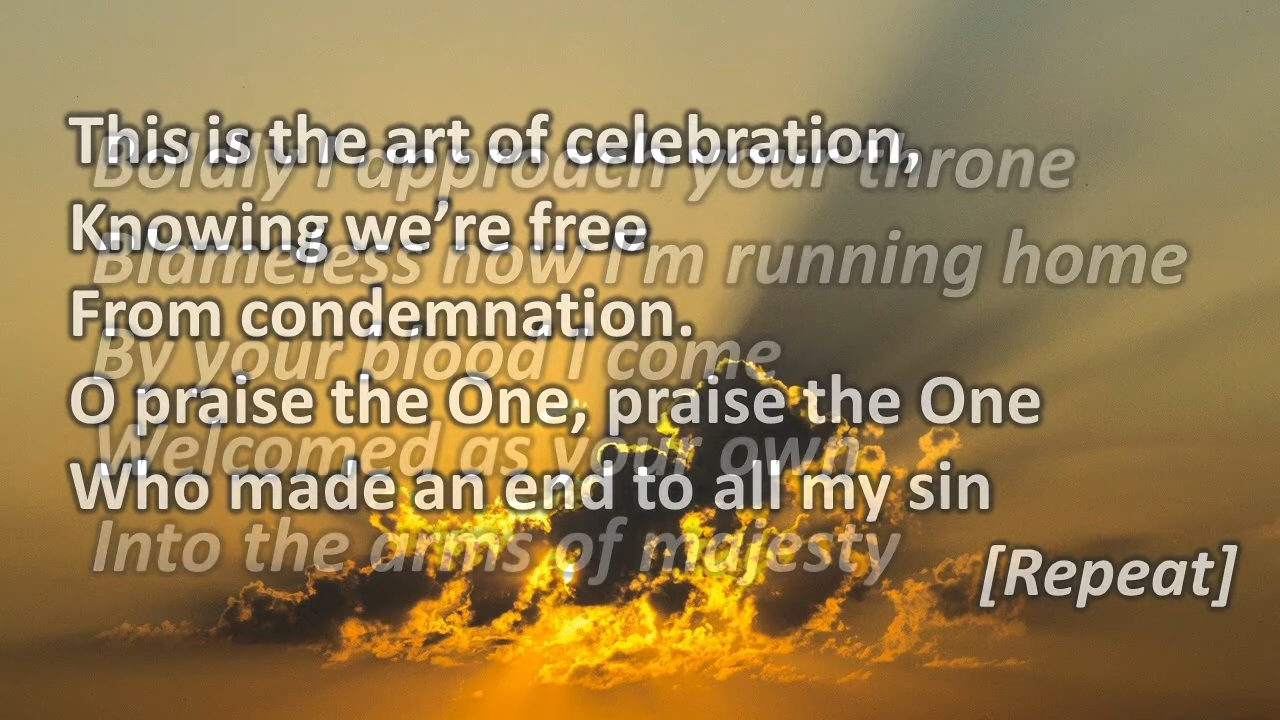 This is the art of celebration,
Boldly I approach your throne
Knowing we're free
Blameless now I'm running home
From condemnation.
By your blood I come
O praise the One, praise the One
Welcomed as your own
Who made an end to all my sin
Into the arms of majesty
[Repeat]